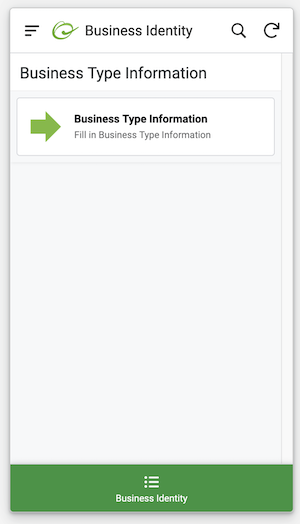 Business Identity
Business Type Information
Business Type Information
Fill in Business Type Information
Business Identity